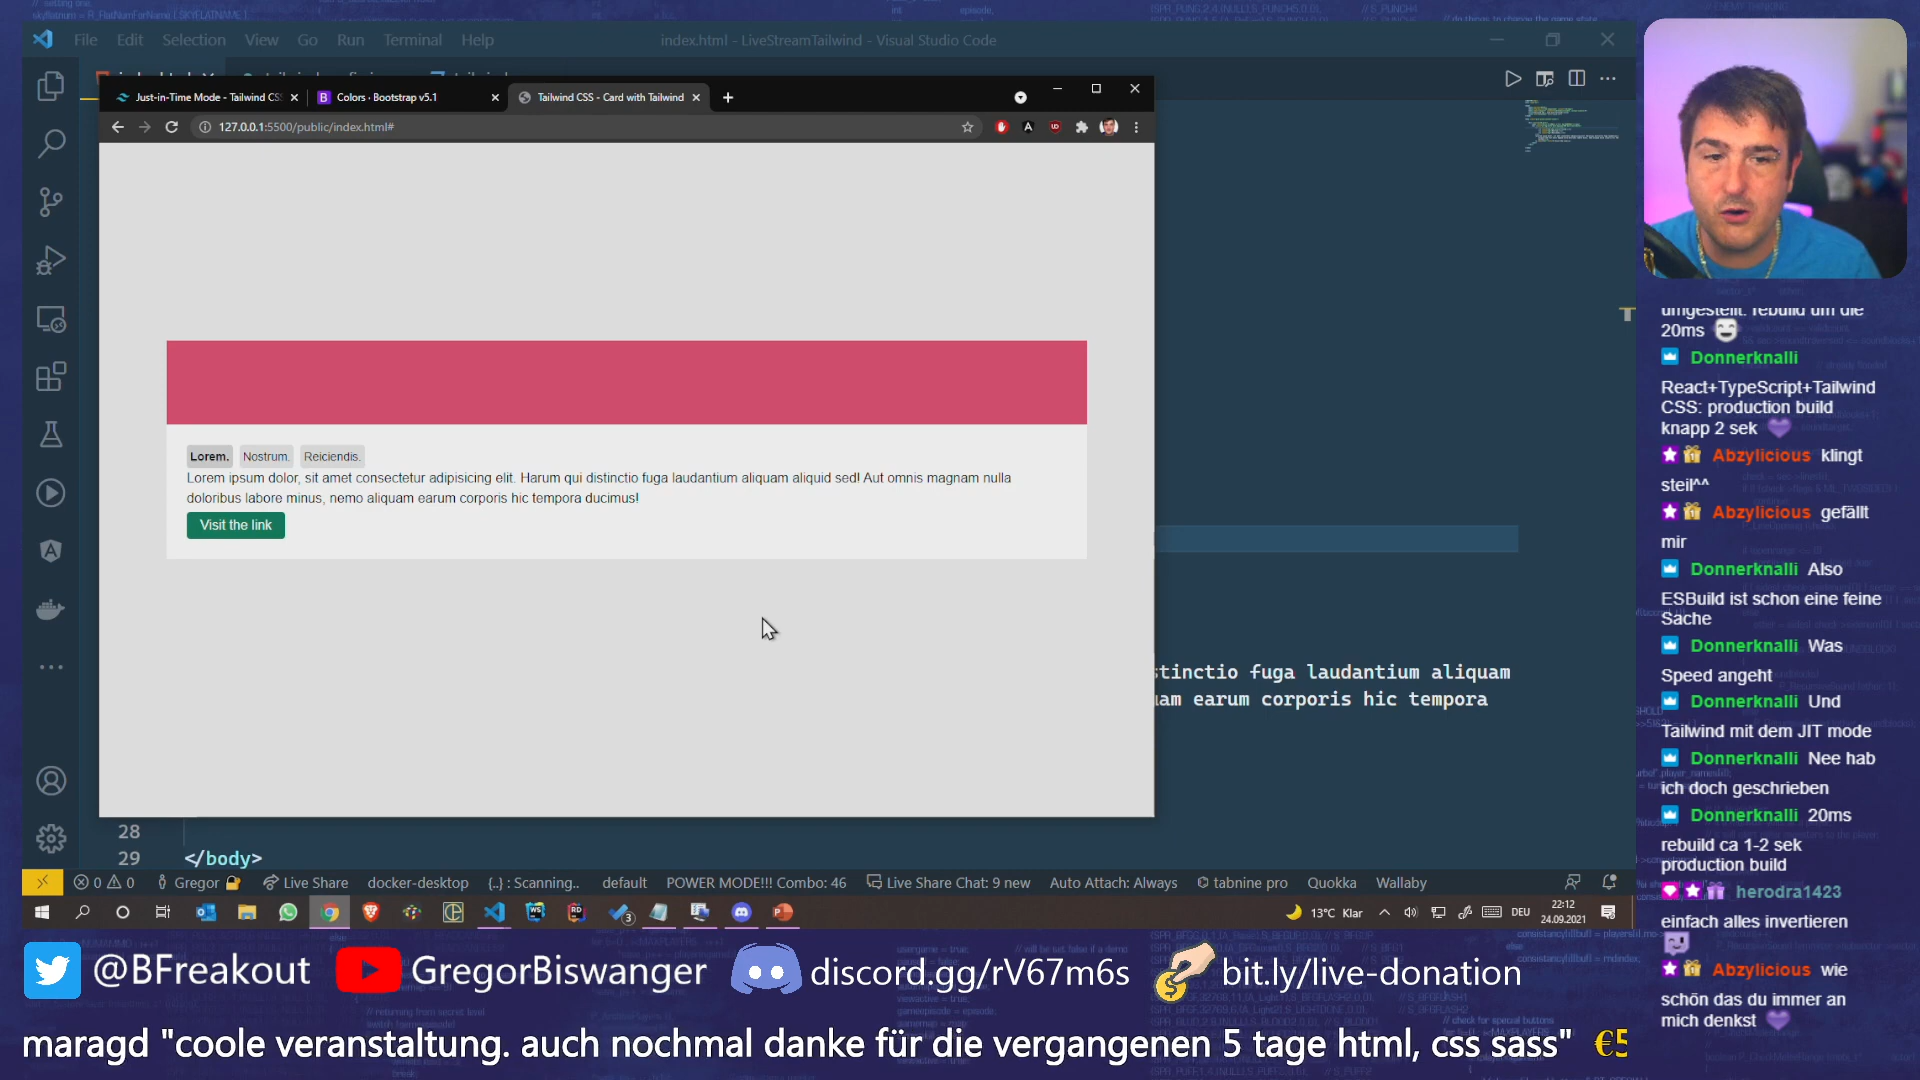 File Edit Selection View Go Run Terminal Help
index.html - LiveStreamTailwind - Visual Studio Code
Just-in-Time Mode - Tailwind CS
Colors · Bootstrap v5.1
Tailwind CSS - Card with Tailwind
127.0.0.1:5500/public/index.html#
Lorem. Nostrum. Reiciendis.
Lorem ipsum dolor, sit amet consectetur adipisicing elit. Harum qui distinctio fuga laudantium aliquam aliquid sed! Aut omnis magnam nulla
doloribus labore minus, nemo aliquam earum corporis hic tempora ducimus!
Visit the link
stinctio fuga laudantium aliquam
am earum corporis hic tempora
28
29 </body>
0 0 Gregor Live Share docker-desktop {..} : Scanning.. default POWER MODE!!! Combo: 46 Live Share Chat: 9 new Auto Attach: Always tabnine pro Quokka Wallaby
13°C Klar DEU 22:12
24.09.2021
umgestellt. rebuild um die
20ms
Donnerknalli
React+TypeScript+Tailwind
CSS: production build
knapp 2 sek
Abzylicious klingt
steil^^
Abzylicious gefällt
mir
Donnerknalli Also
ESBuild ist schon eine feine
Sache
Donnerknalli Was
Speed angeht
Donnerknalli Und
Tailwind mit dem JIT mode
Donnerknalli Nee hab
ich doch geschrieben
Donnerknalli 20ms
rebuild ca 1-2 sek
production build
herodra1423
einfach alles invertieren
Abzylicious wie
schön das du immer an
mich denkst
@BFreakout GregorBiswanger discord.gg/rV67m6s bit.ly/live-donation
maragd "coole veranstaltung. auch nochmal danke für die vergangenen 5 tage html, css sass" €5